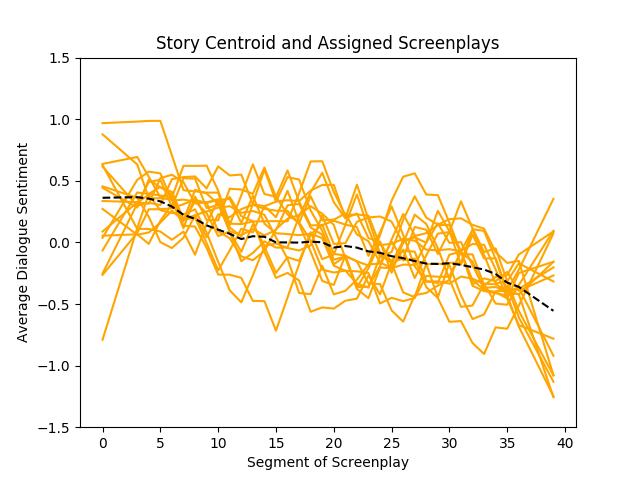 Story Centroid and Assigned Screenplays
Average Dialogue Sentiment
1.5
1.0
0.5
0.0
−0.5
−1.0
−1.5
0 5 10 15 20 25 30 35 40
Segment of Screenplay